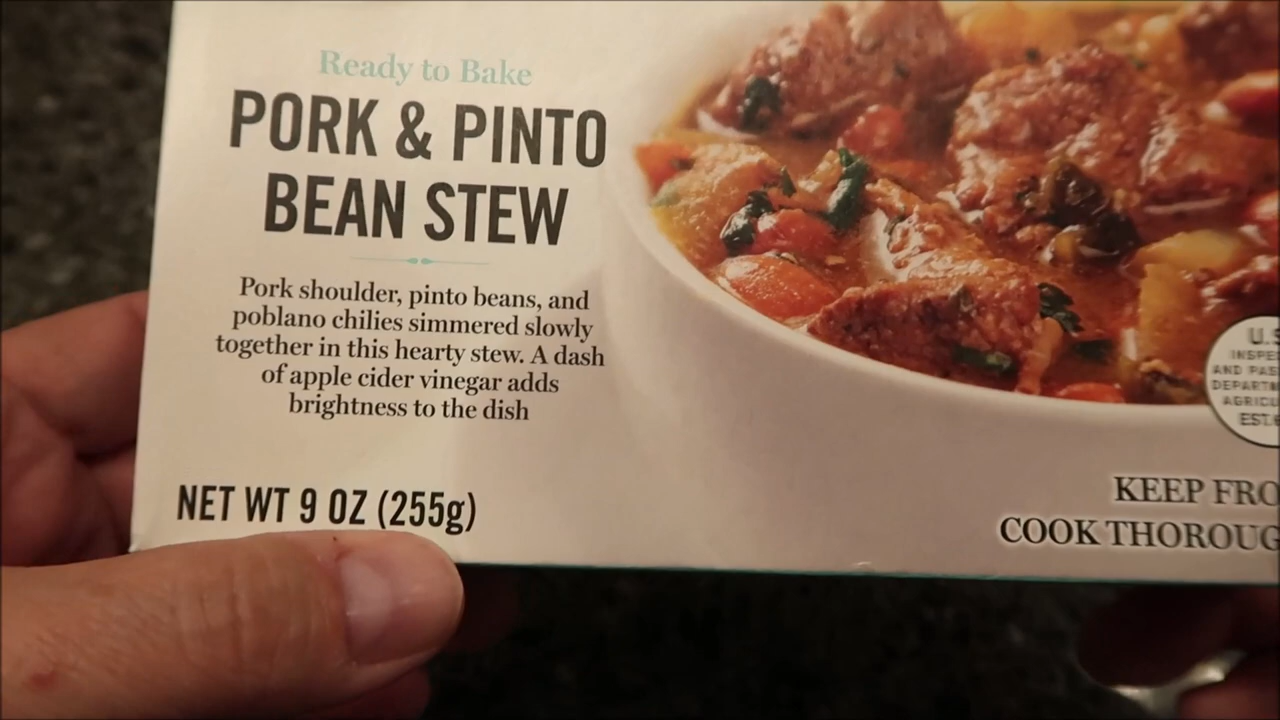 Ready to Bake
PORK & PINTO
BEAN STEW
Pork shoulder, pinto beans, and
poblano chilies simmered slowly
together in this hearty stew. A dash
of apple cider vinegar adds
brightness to the dish
NET WT 9 OZ (255g)
U.S
AND PAS
KEEP FRO
COOK THOROUG